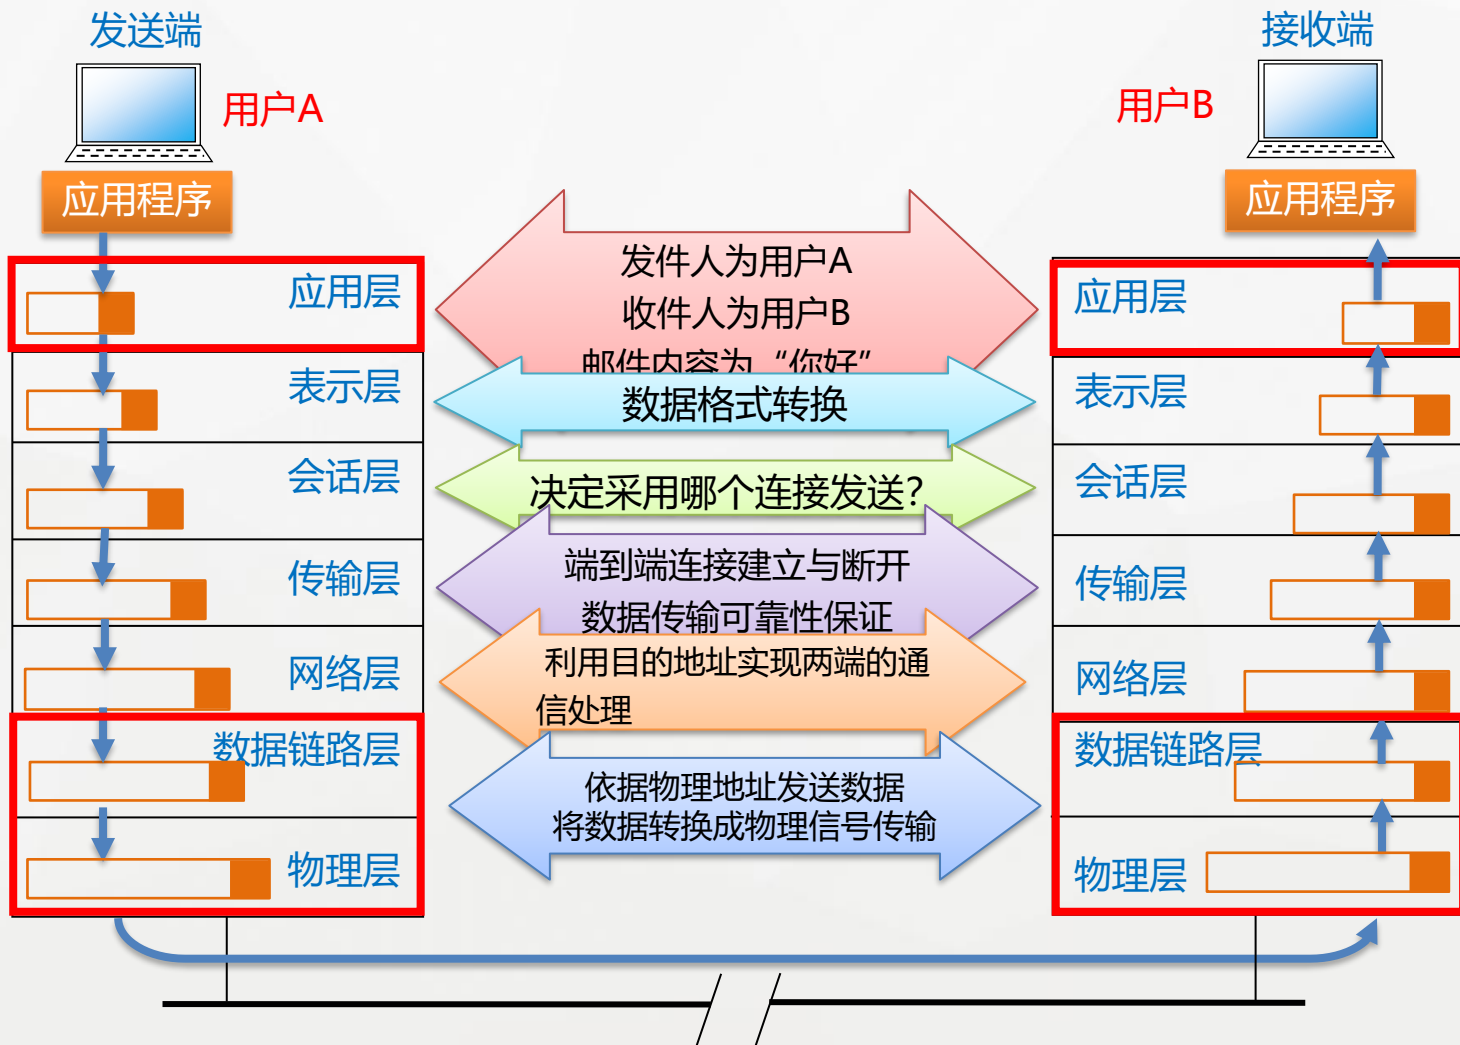 发送端
接收端
用户A
用户B
应用程序
应用程序
发件人为用户A
收件人为用户B
邮件内容为“你好”
应用层
应用层
数据格式转换
表示层
表示层
决定采用哪个连接发送？
会话层
会话层
端到端连接建立与断开
数据传输可靠性保证
传输层
传输层
利用目的地址实现两端的通
信处理
网络层
网络层
数据链路层
数据链路层
依据物理地址发送数据
将数据转换成物理信号传输
物理层
物理层